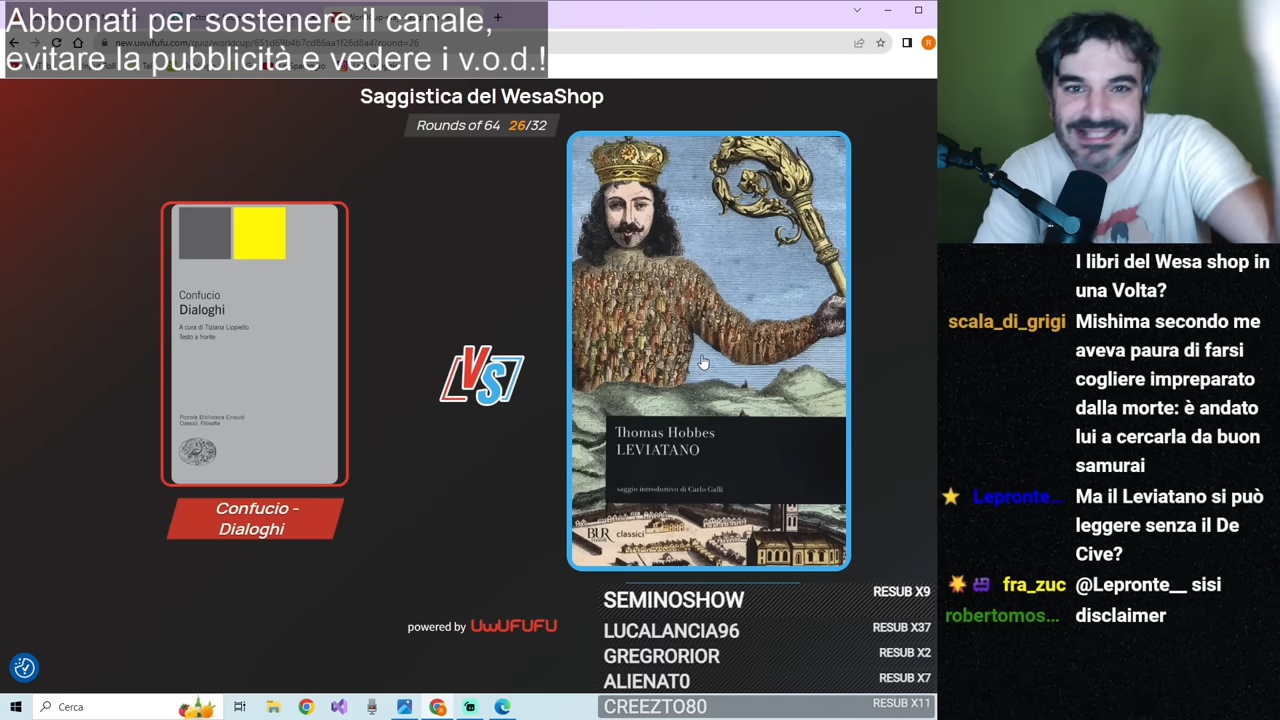 Abbonati per sostenere il canale,
evitare la pubblicità e vedere i v.o.d.!
Saggistica del WesaShop
Rounds of 64 26/32
Confucio
Dialoghi
A cura di Tiziana Lippiello
Testo a fronte
Piccola Biblioteca Einaudi
Classici. Filosofia
Confucio -
Dialoghi
VS
Thomas Hobbes
LEVIATANO
saggio introduttivo di Carlo Galli
BUR classici
powered by UWUFUFU
SEMINOSHOW RESUB X9
LUCALANCIA96 RESUB X37
GREGRORIOR RESUB X2
ALIENAT0 RESUB X7
CREEZTO80 RESUB X11
I libri del Wesa shop in
una Volta?
scala_di_grigi Mishima secondo me
aveva paura di farsi
cogliere impreparato
dalla morte: è andato
lui a cercarla da buon
samurai
Lepronte... Ma il Leviatano si può
leggere senza il De
Cive?
fra_zuc @Lepronte__ sisi
robertomos... disclaimer
Cerca